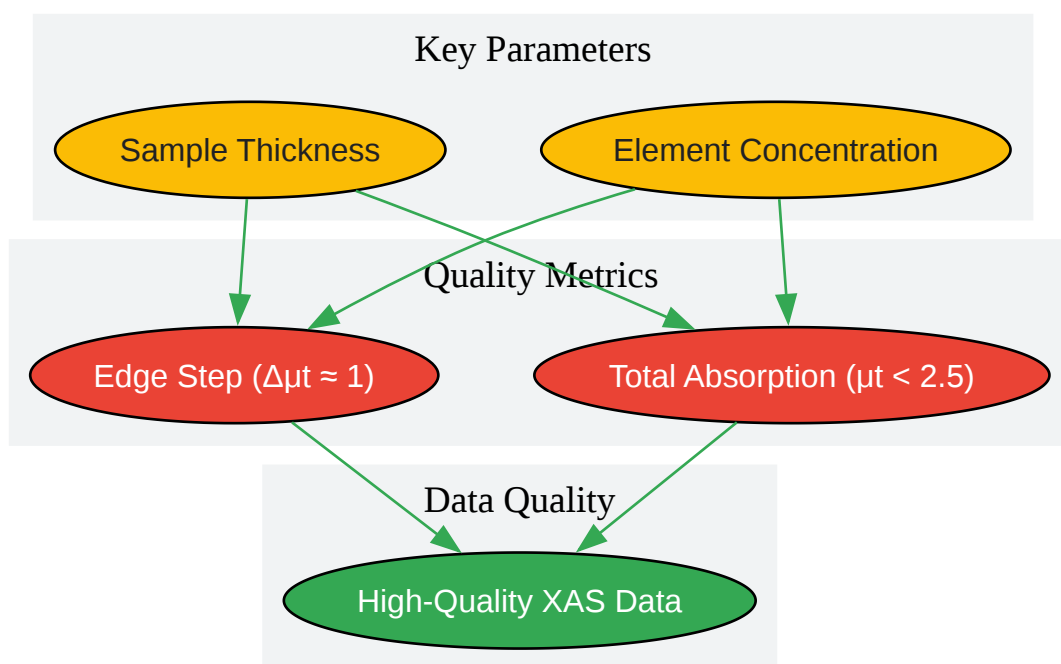 Key Parameters
Sample Thickness
Element Concentration
Quality Metrics
Edge Step (Δμt ≈ 1)
Total Absorption (μt < 2.5)
Data Quality
High-Quality XAS Data